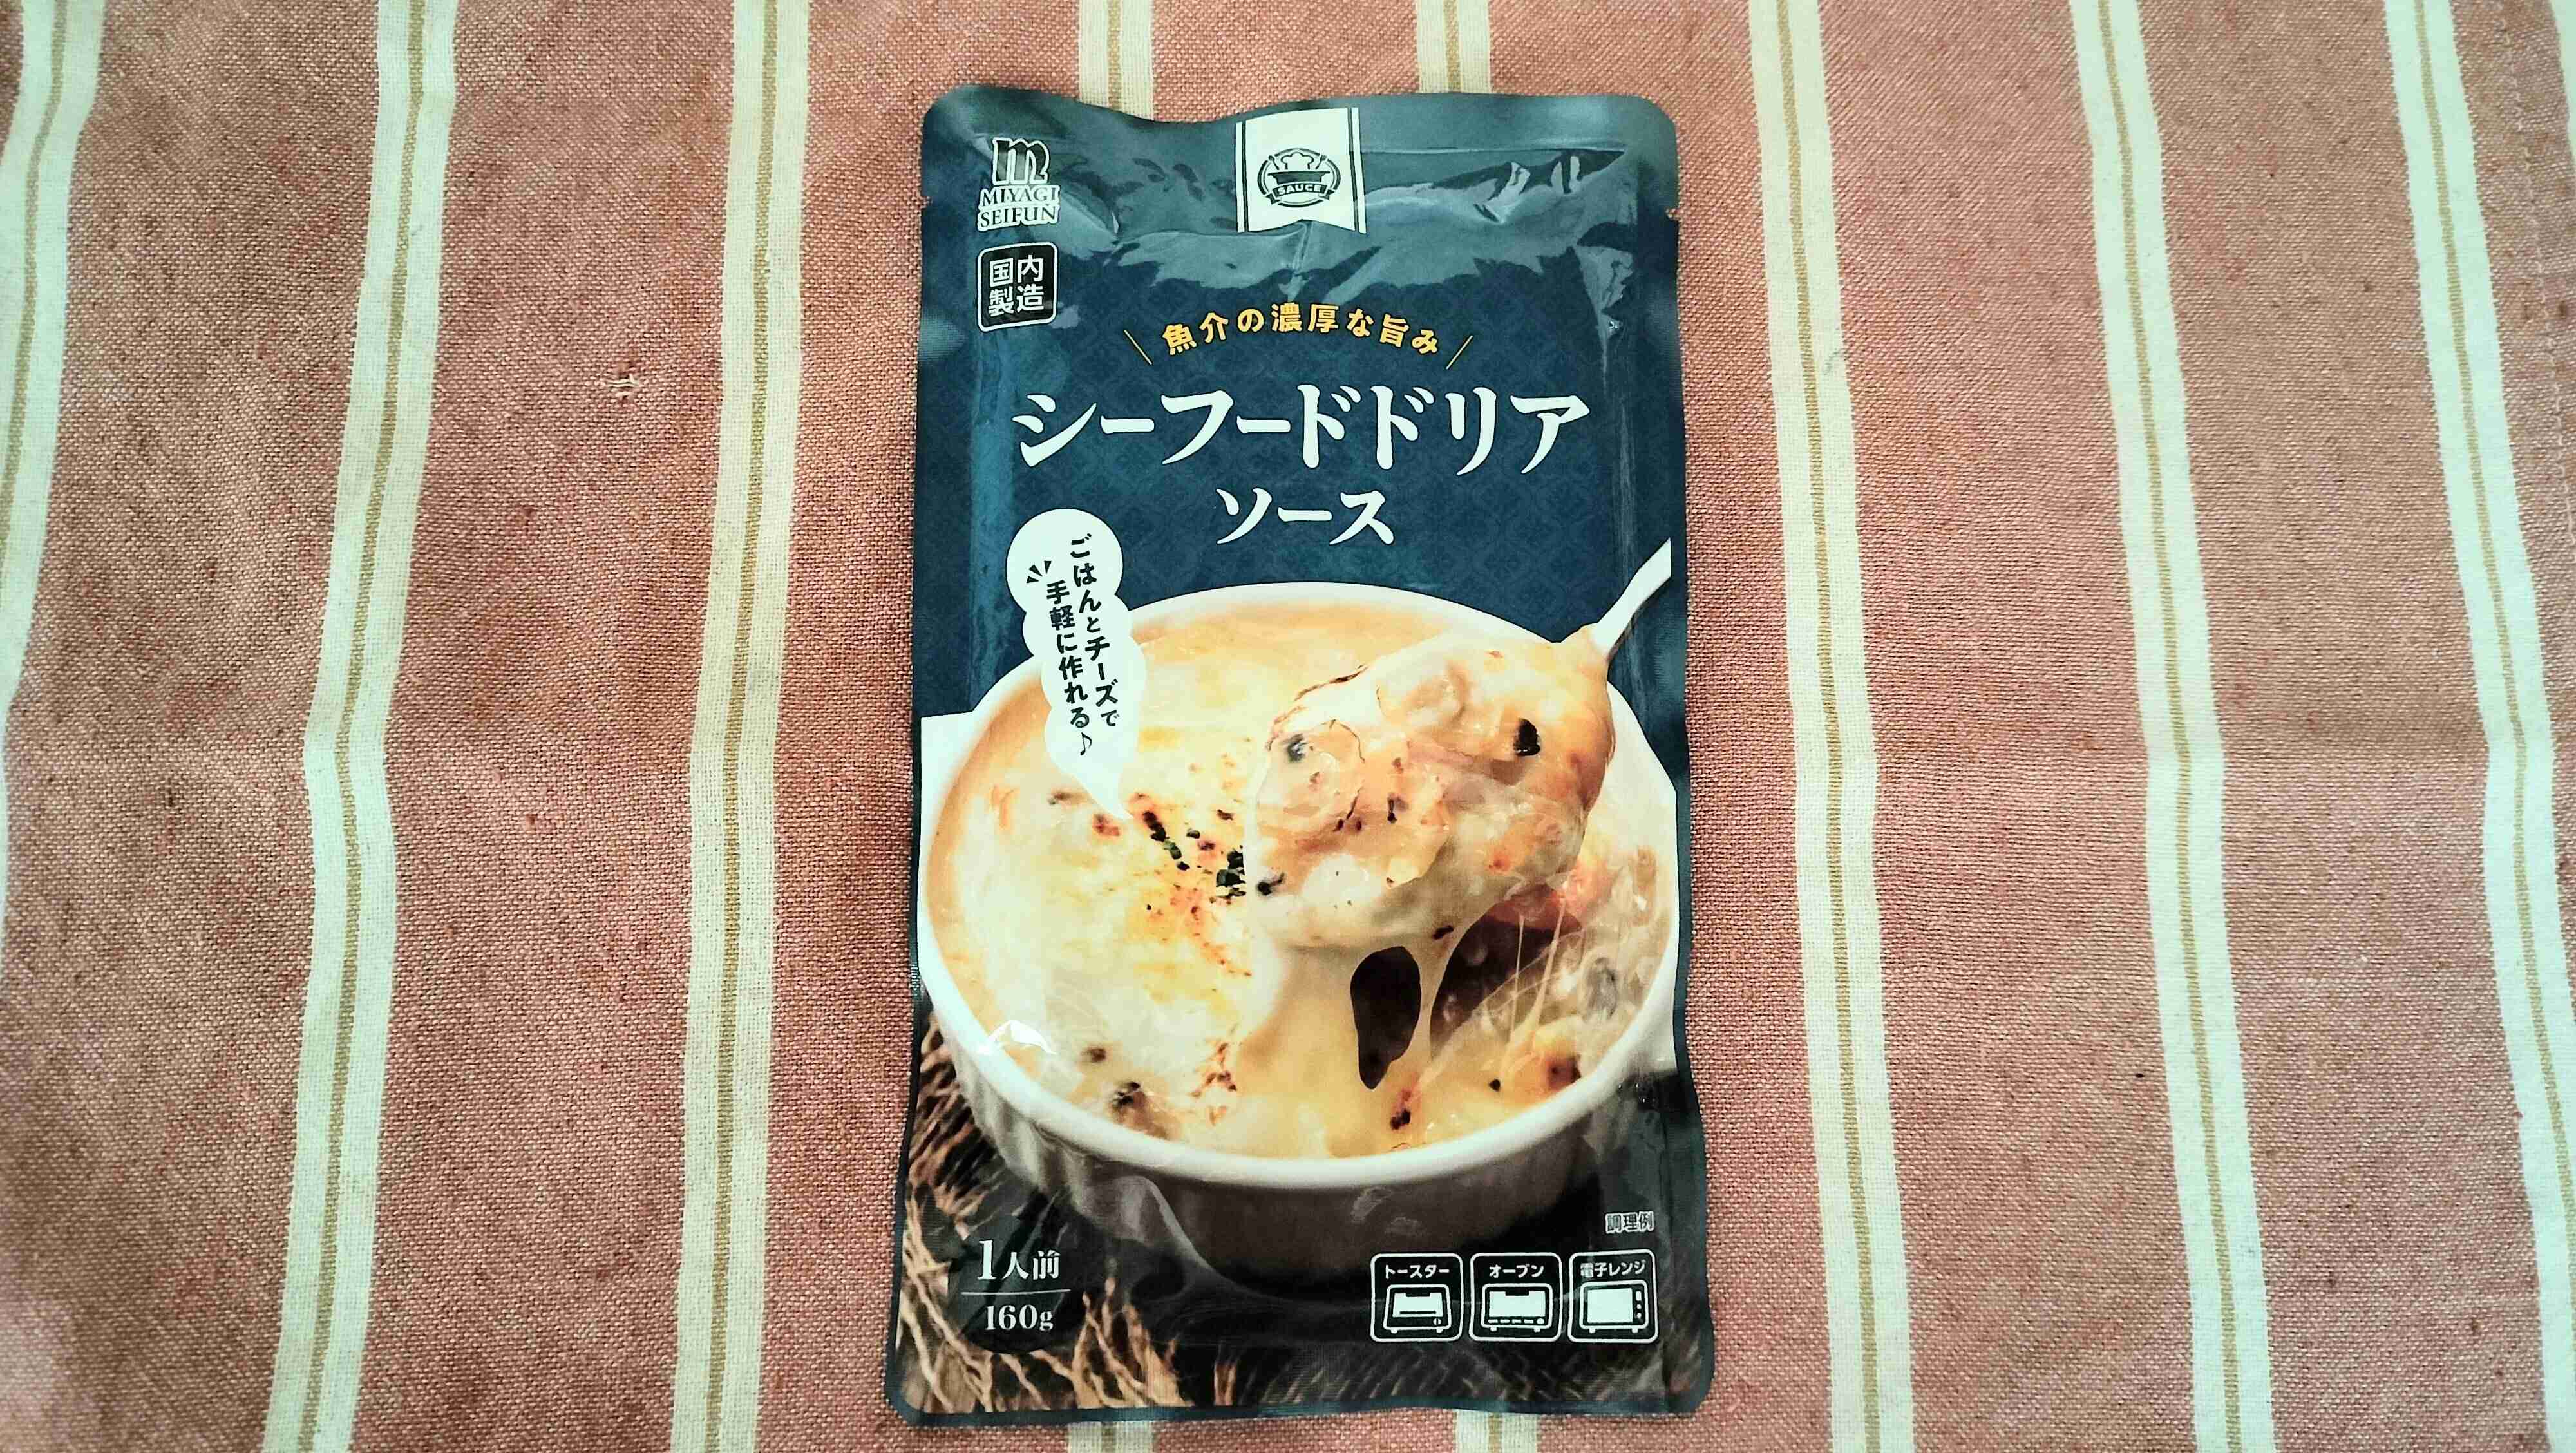 m
MIYAGI
SEIFUN
SAUCE
国内
製造
魚介の濃厚な旨み
シーフードドリア
ソース
ごはんとチーズで
手軽に作れる♪
調理例
1人前
160g
トースター
オーブン
電子レンジ